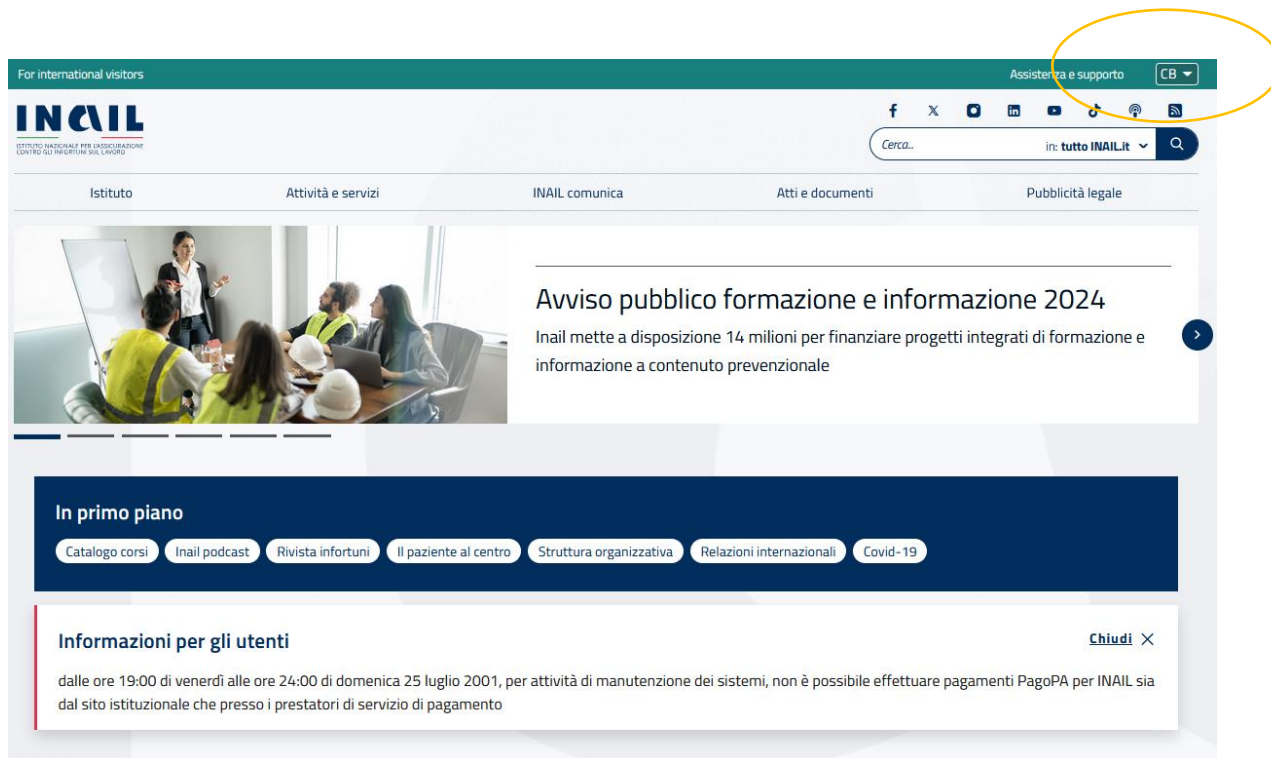 For international visitors
Assistenza e supporto
CB
INAIL
ISTITUTO NAZIONALE PER L'ASSICURAZIONE
CONTRO GLI INFORTUNI SUL LAVORO
Cerca...
in: tutto INAIL.it
Istituto
Attività e servizi
INAIL comunica
Atti e documenti
Pubblicità legale
Avviso pubblico formazione e informazione 2024
Inail mette a disposizione 14 milioni per finanziare progetti integrati di formazione e
informazione a contenuto prevenzionale
In primo piano
Catalogo corsi
Inail podcast
Rivista infortuni
Il paziente al centro
Struttura organizzativa
Relazioni internazionali
Covid-19
Informazioni per gli utenti
Chiudi
dalle ore 19:00 di venerdì alle ore 24:00 di domenica 25 luglio 2001, per attività di manutenzione dei sistemi, non è possibile effettuare pagamenti PagoPA per INAIL sia
dal sito istituzionale che presso i prestatori di servizio di pagamento